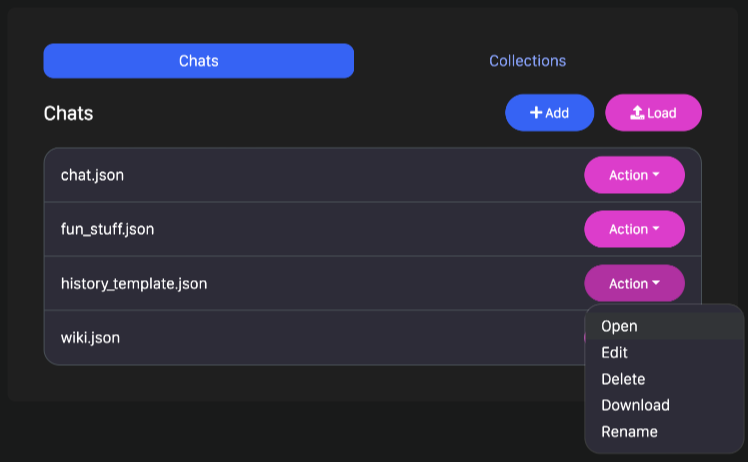 Chats Collections
Chats Add Load
chat.json Action
fun_stuff.json Action
history_template.json Action
wiki.json
Open
Edit
Delete
Download
Rename